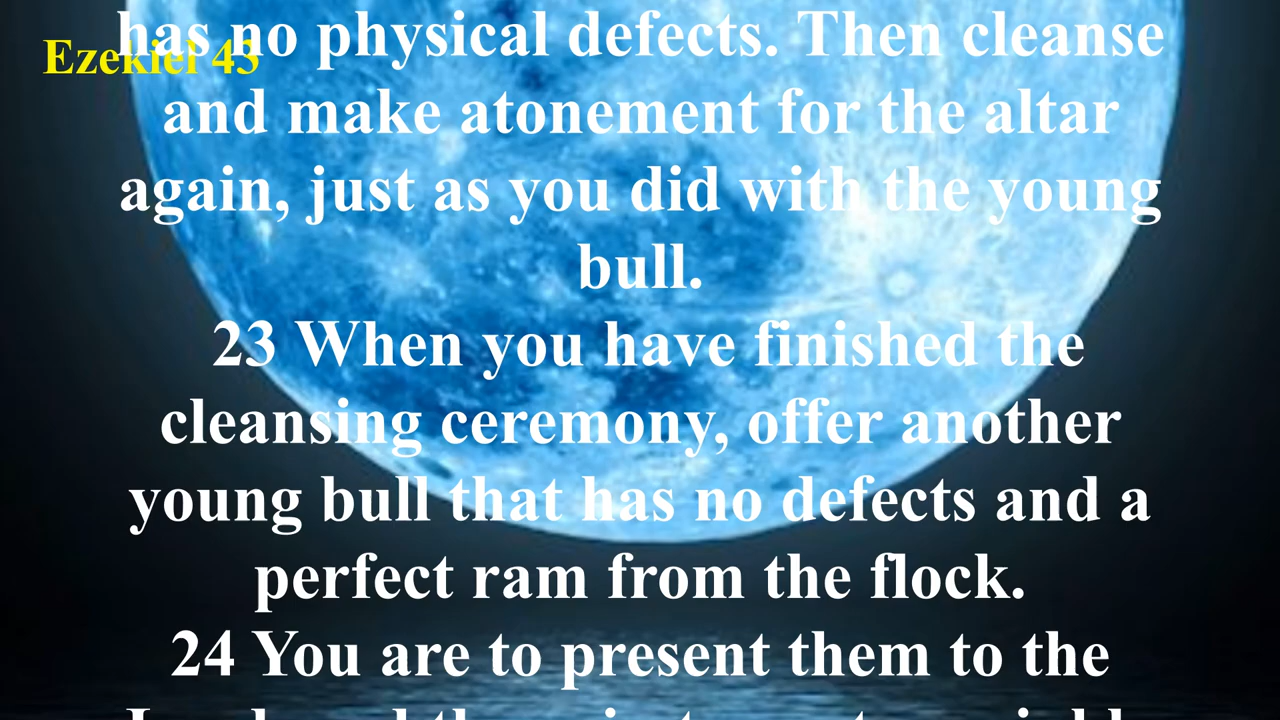 Ezekiel 43
has no physical defects. Then cleanse
and make atonement for the altar
again, just as you did with the young
bull.
23 When you have finished the
cleansing ceremony, offer another
young bull that has no defects and a
perfect ram from the flock.
24 You are to present them to the